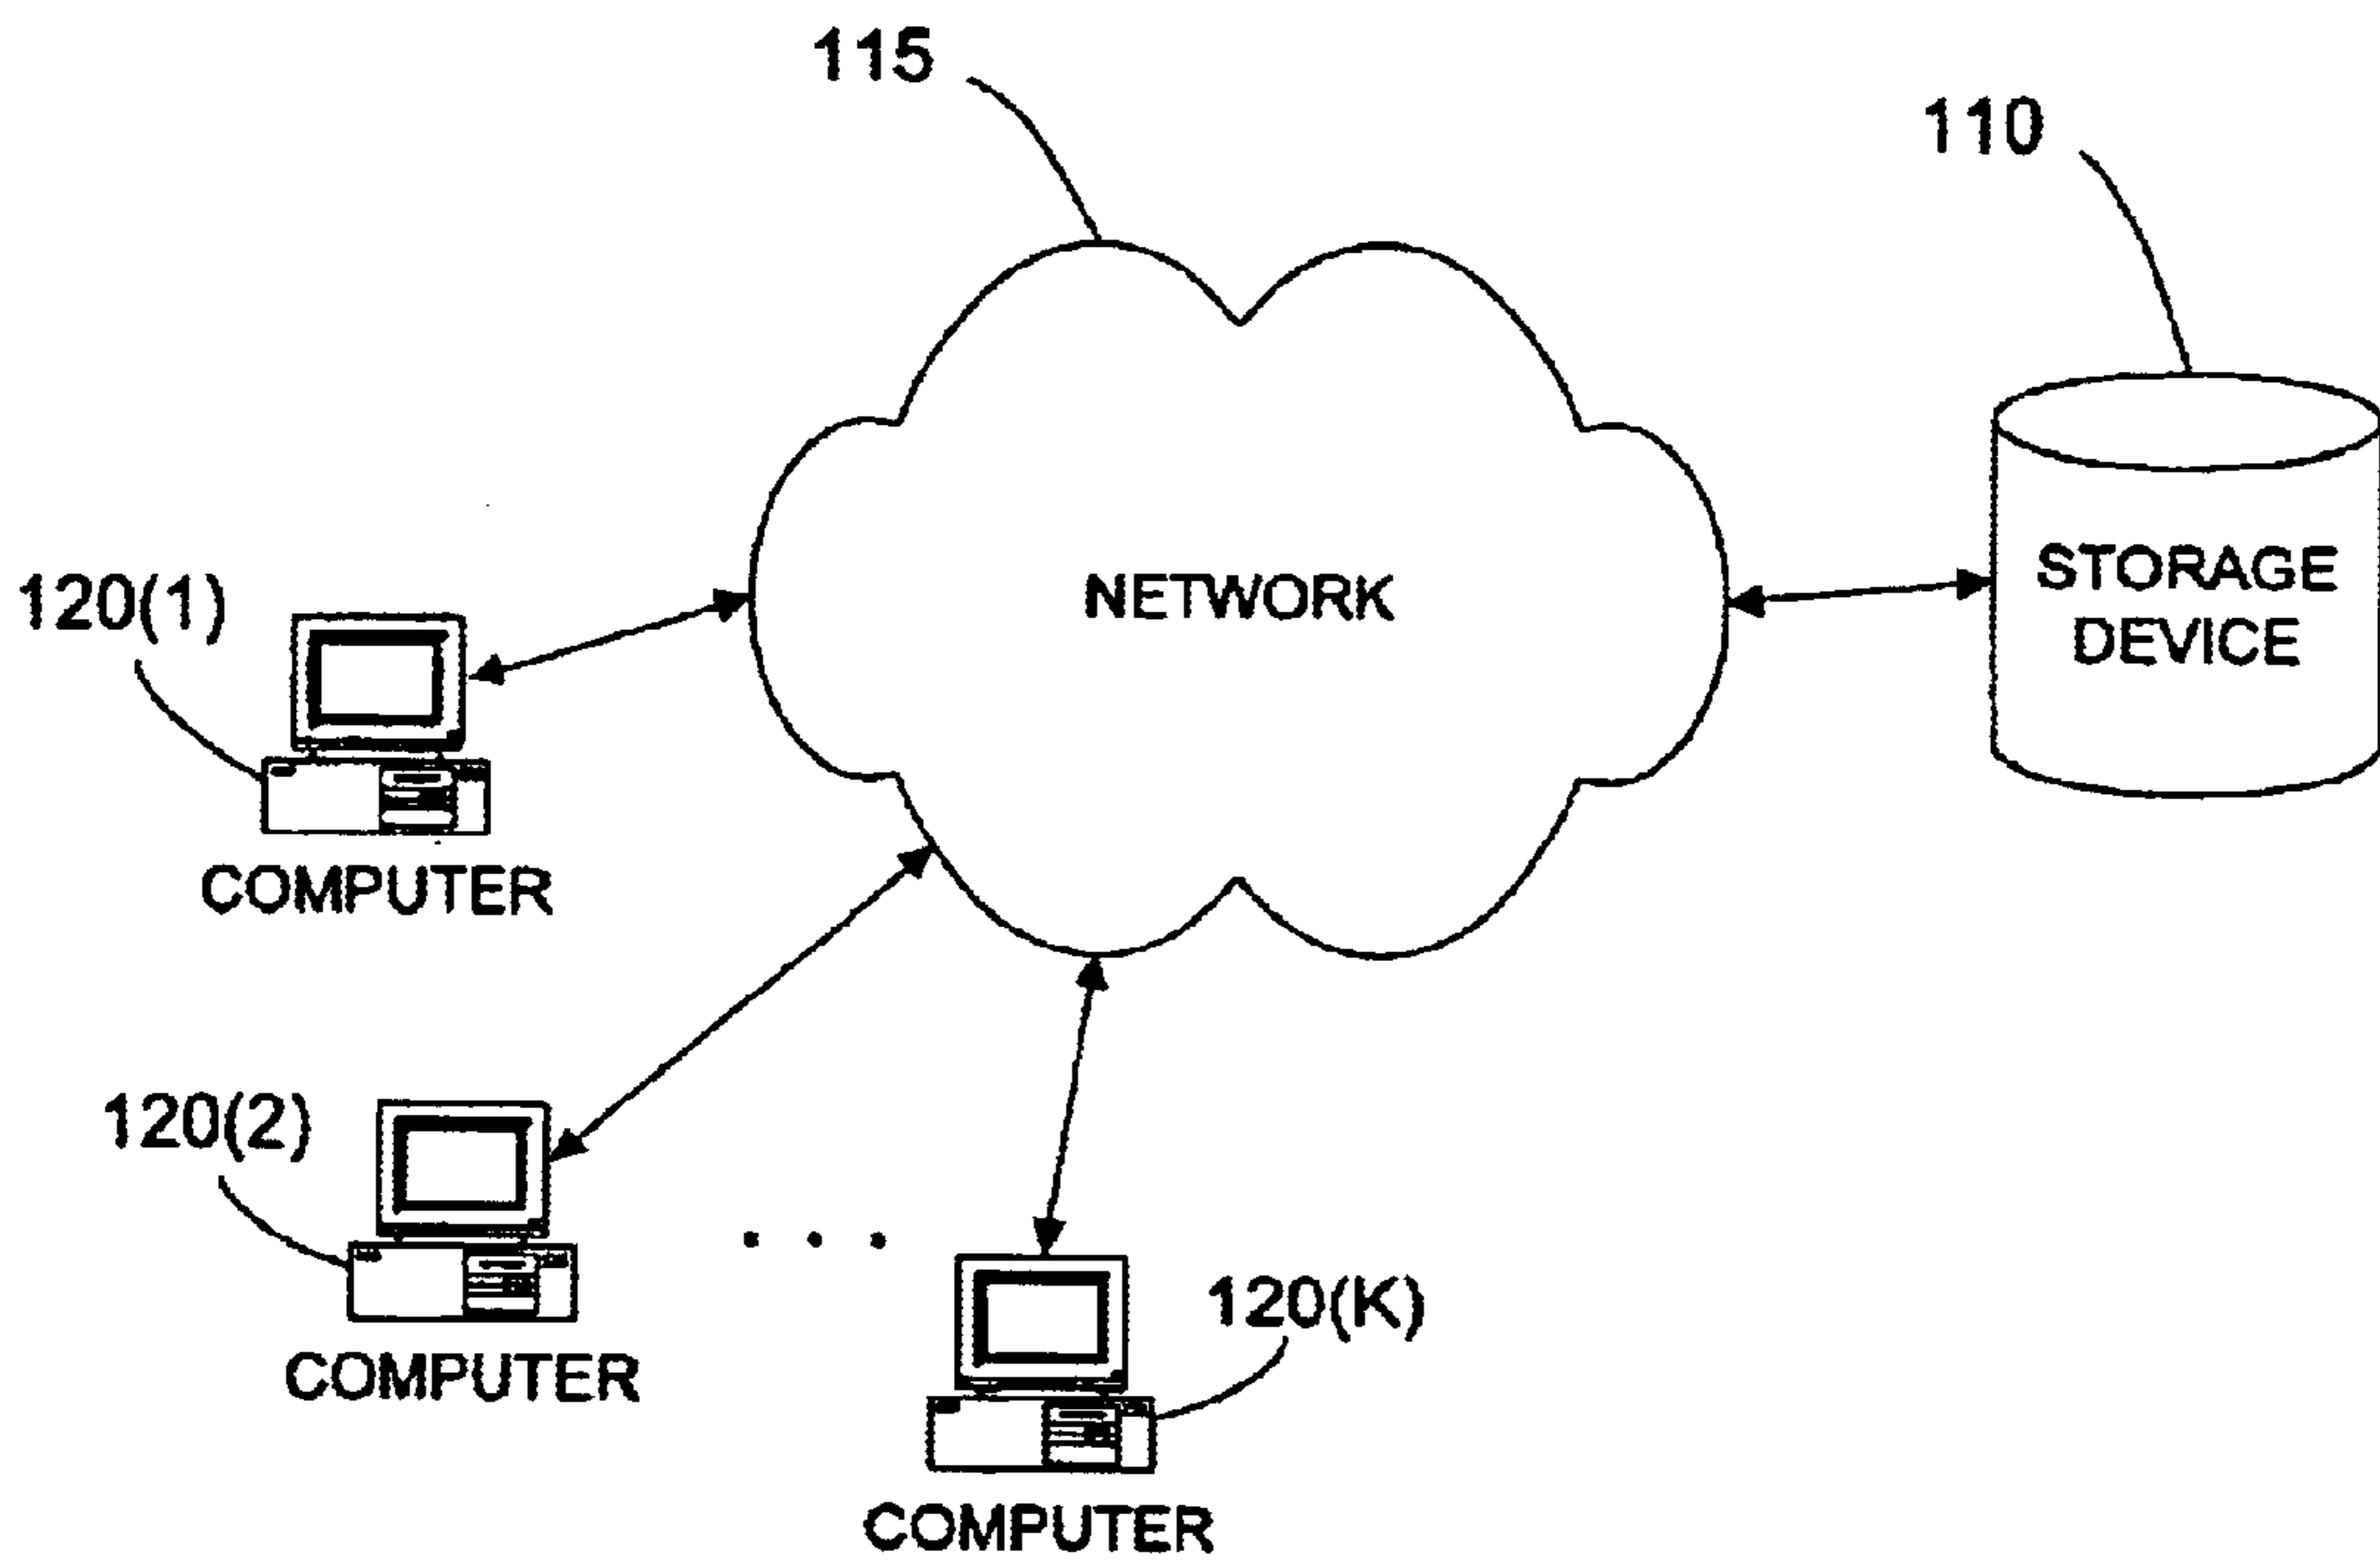 115
110
NETWORK
STORAGE
DEVICE
120(1)
COMPUTER
120(2)
COMPUTER
. . .
120(K)
COMPUTER